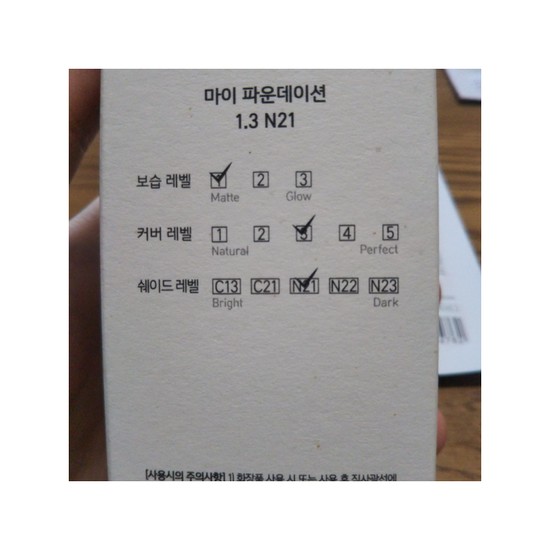 마이 파운데이션
1.3 N21
보습 레벨 1 2 3
Matte Glow
커버 레벨 1 2 3 4 5
Natural Perfect
쉐이드 레벨 C13 C21 N21 N22 N23
Bright Dark
[사용시의 주의사항] 1) 화장품 사용 시 또는 사용 후 직사광선에